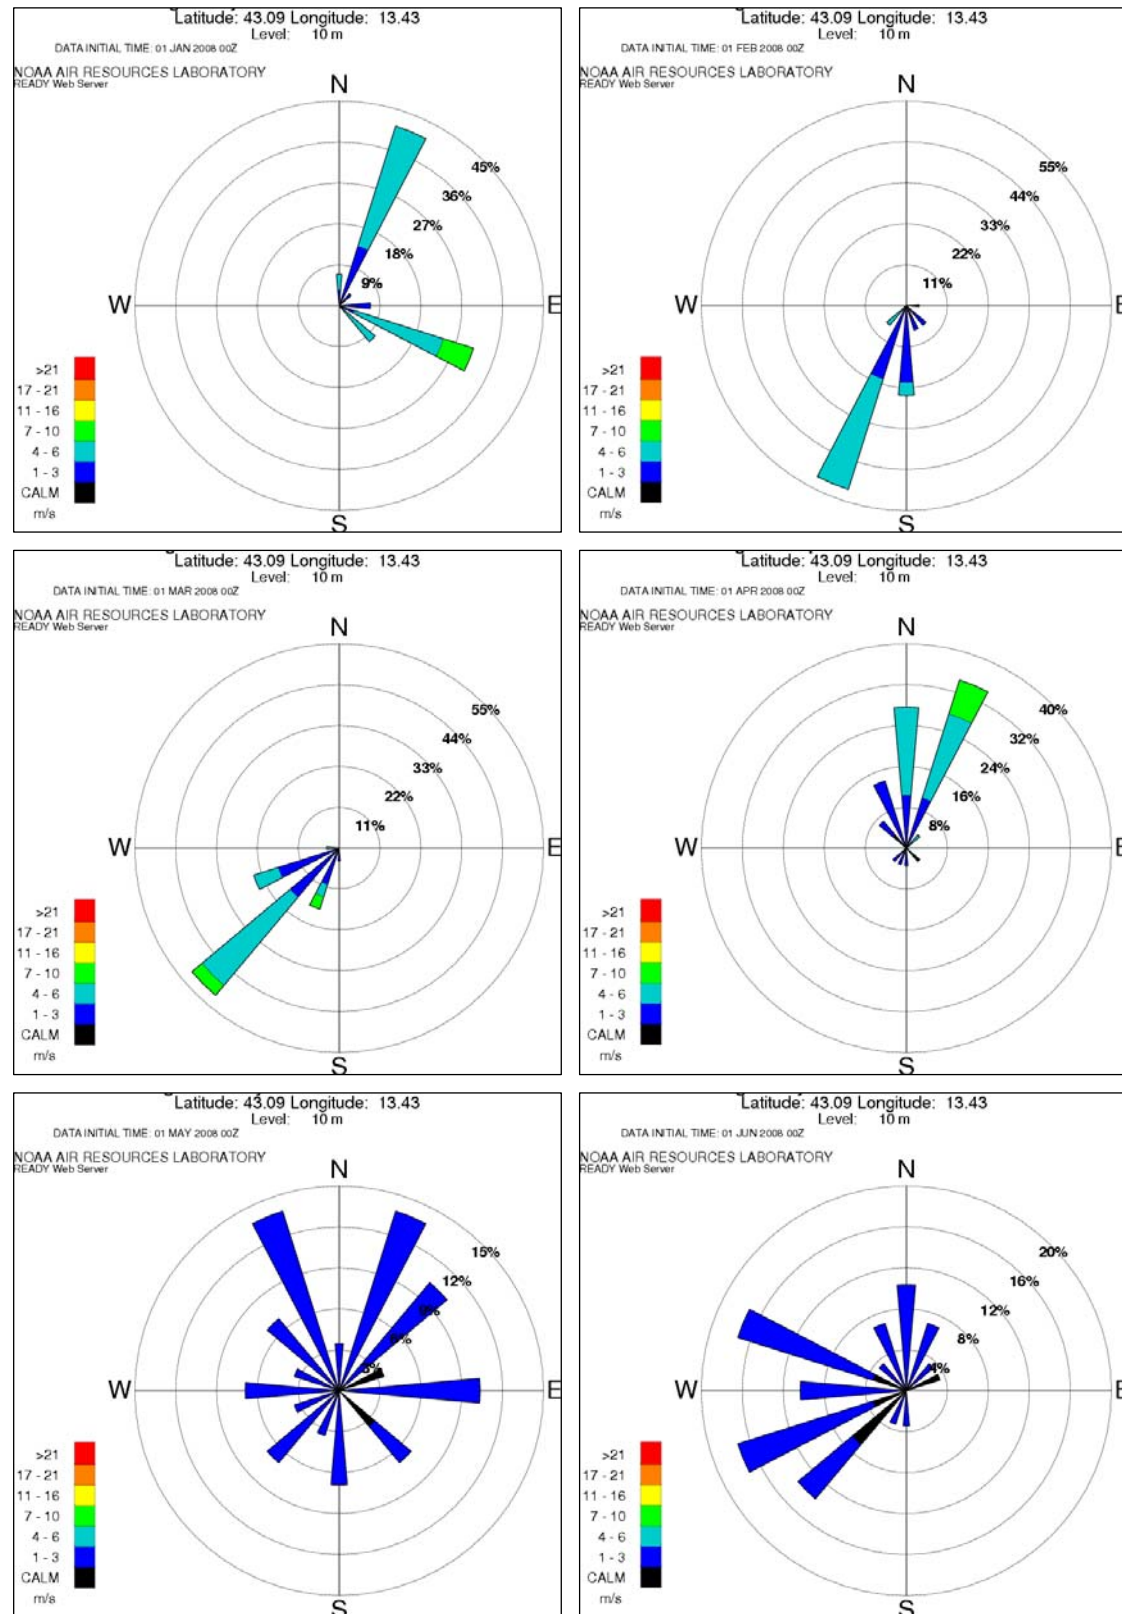 Latitude: 43.09 Longitude: 13.43
Level: 10 m
DATA INITIAL TIME: 01 JAN 2008 00Z
NOAA AIR RESOURCES LABORATORY
READY Web Server
N
45%
36%
27%
18%
9%
W
E
>21
17 - 21
11 - 16
7 - 10
4 - 6
1 - 3
CALM
m/s
S
Latitude: 43.09 Longitude: 13.43
Level: 10 m
DATA INITIAL TIME: 01 FEB 2008 00Z
NOAA AIR RESOURCES LABORATORY
READY Web Server
N
55%
44%
33%
22%
11%
W
E
>21
17 - 21
11 - 16
7 - 10
4 - 6
1 - 3
CALM
m/s
S
Latitude: 43.09 Longitude: 13.43
Level: 10 m
DATA INITIAL TIME: 01 MAR 2008 00Z
NOAA AIR RESOURCES LABORATORY
READY Web Server
N
55%
44%
33%
22%
11%
W
E
>21
17 - 21
11 - 16
7 - 10
4 - 6
1 - 3
CALM
m/s
S
Latitude: 43.09 Longitude: 13.43
Level: 10 m
DATA INITIAL TIME: 01 APR 2008 00Z
NOAA AIR RESOURCES LABORATORY
READY Web Server
N
40%
32%
24%
16%
8%
W
E
>21
17 - 21
11 - 16
7 - 10
4 - 6
1 - 3
CALM
m/s
S
Latitude: 43.09 Longitude: 13.43
Level: 10 m
DATA INITIAL TIME: 01 MAY 2008 00Z
NOAA AIR RESOURCES LABORATORY
READY Web Server
N
15%
12%
9%
6%
3%
W
E
>21
17 - 21
11 - 16
7 - 10
4 - 6
1 - 3
CALM
m/s
S
Latitude: 43.09 Longitude: 13.43
Level: 10 m
DATA INITIAL TIME: 01 JUN 2008 00Z
NOAA AIR RESOURCES LABORATORY
READY Web Server
N
20%
16%
12%
8%
4%
W
E
>21
17 - 21
11 - 16
7 - 10
4 - 6
1 - 3
CALM
m/s
S